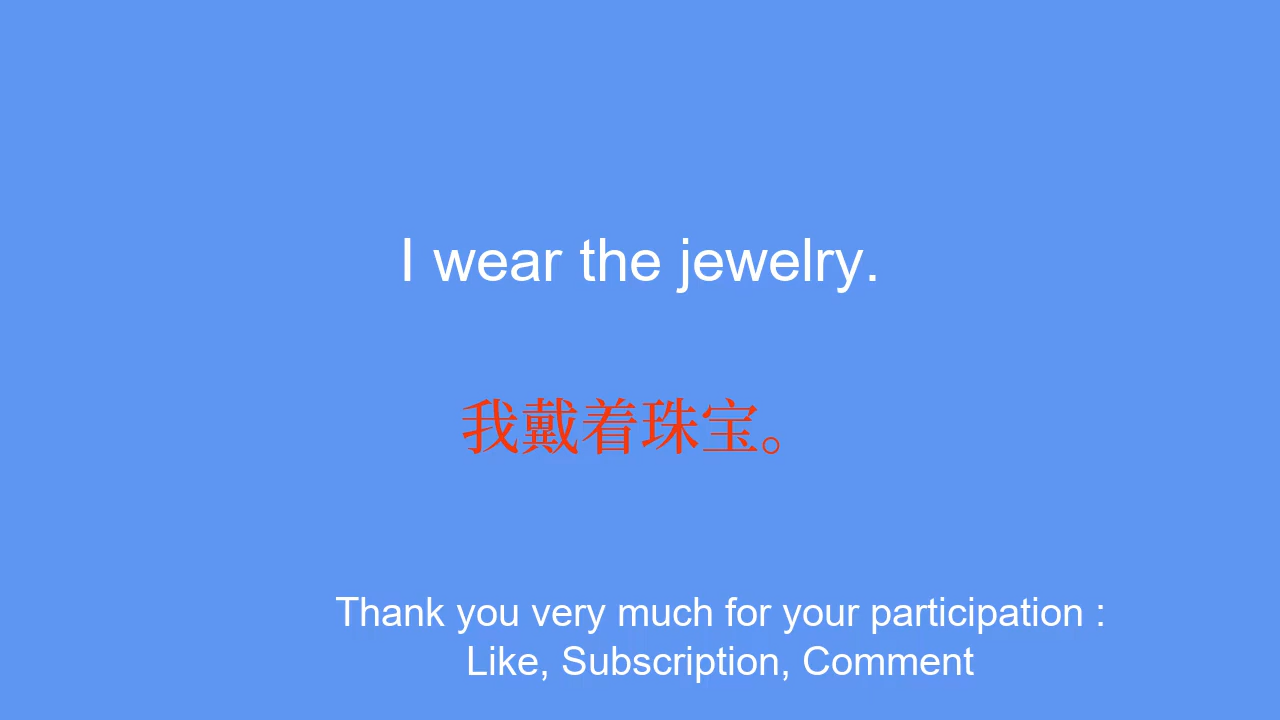 I wear the jewelry.
我戴着珠宝。
Thank you very much for your participation :
Like, Subscription, Comment